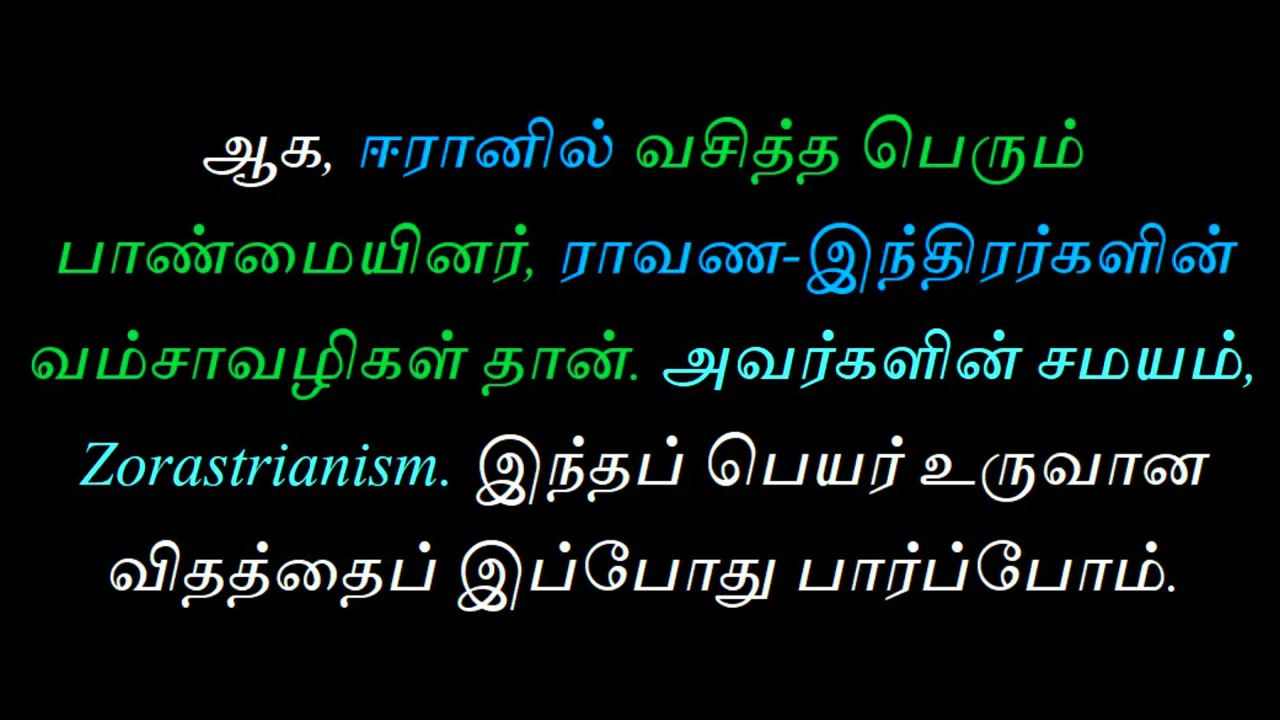 ஆக, ஈரானில் வசித்த பெரும்
பாண்மையினர், ராவண-இந்திரர்களின்
வம்சாவழிகள் தான். அவர்களின் சமயம்,
Zorastrianism. இந்தப் பெயர் உருவான
விதத்தைப் இப்போது பார்ப்போம்.